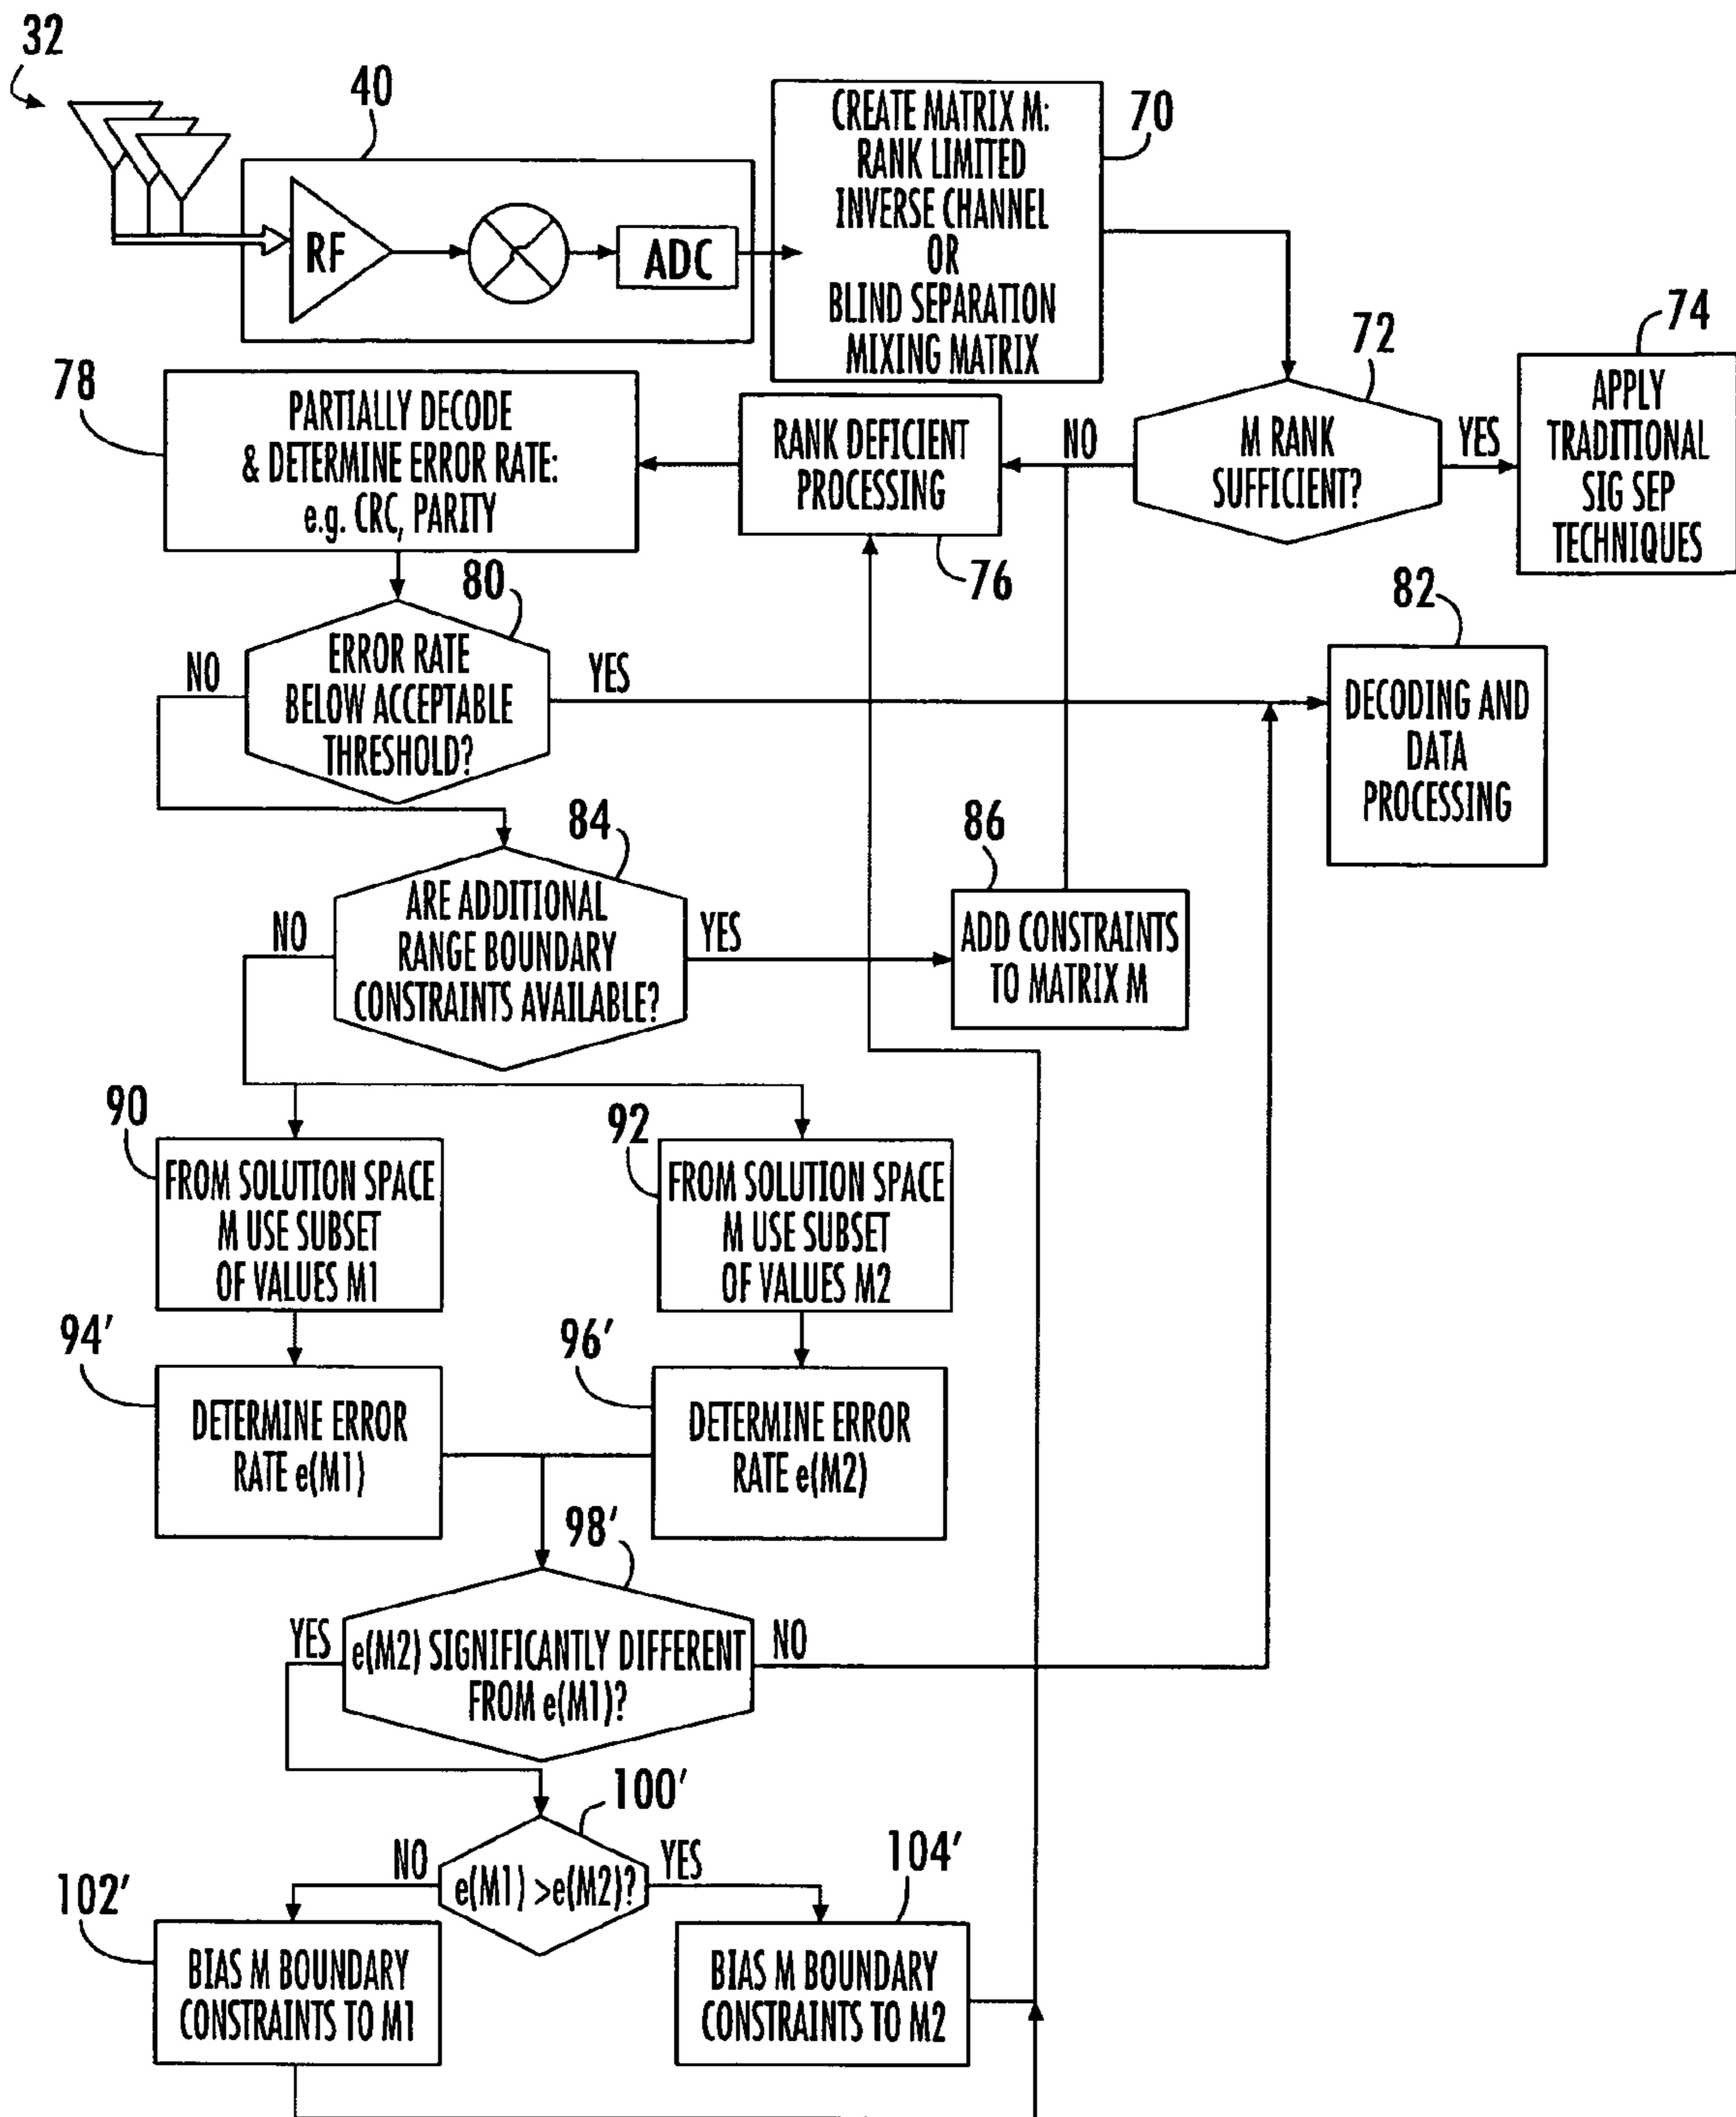 32
40
RF
ADC
CREATE MATRIX M:
RANK LIMITED
INVERSE CHANNEL
OR
BLIND SEPARATION
MIXING MATRIX
70
72
M RANK
SUFFICIENT?
NO
YES
74
APPLY
TRADITIONAL
SIG SEP
TECHNIQUES
RANK DEFICIENT
PROCESSING
76
78
PARTIALLY DECODE
& DETERMINE ERROR RATE:
e.g. CRC, PARITY
80
ERROR RATE
BELOW ACCEPTABLE
THRESHOLD?
NO
YES
82
DECODING AND
DATA
PROCESSING
84
ARE ADDITIONAL
RANGE BOUNDARY
CONSTRAINTS AVAILABLE?
NO
YES
86
ADD CONSTRAINTS
TO MATRIX M
90
FROM SOLUTION SPACE
M USE SUBSET
OF VALUES M1
92
FROM SOLUTION SPACE
M USE SUBSET
OF VALUES M2
94'
DETERMINE ERROR
RATE e(M1)
96'
DETERMINE ERROR
RATE e(M2)
98'
YES
e(M2) SIGNIFICANTLY DIFFERENT
FROM e(M1)?
NO
100'
NO
e(M1) >e(M2)?
YES
102'
BIAS M BOUNDARY
CONSTRAINTS TO M1
104'
BIAS M BOUNDARY
CONSTRAINTS TO M2